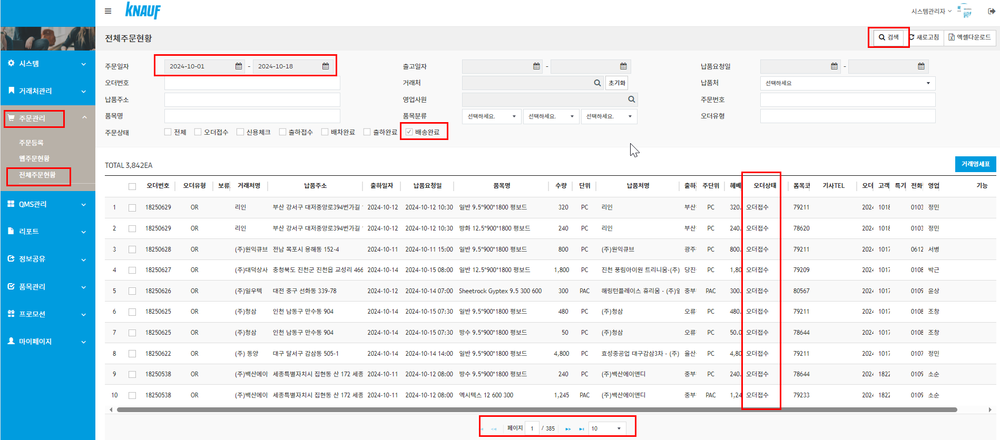 KNAUF
시스템관리자
전체주문현황
검색 새로고침 엑셀다운로드
시스템
거래처관리
주문관리
주문등록
웹주문현황
전체주문현황
QMS관리
리포트
정보공유
품목관리
프로모션
마이페이지
주문일자 2024-10-01 - 2024-10-18 출고일자 - 납품요청일 -
오더번호 거래처 초기화 납품처 선택하세요
납품주소 영업사원 주문번호
품목명 품목분류 선택하세요. 선택하세요. 선택하세요. 오더유형
주문상태 전체 오더접수 신용체크 출하접수 배차완료 출하완료 배송완료
TOTAL 3,842EA 거래명세표
오더번호 오더유형 보류 거래처명 납품주소 출하일자 납품요청일 품목명 수량 단위 납품처명 출하 주단위 헤베 오더상태 품목코 기사TEL 오더 고객 특기 전화 영업 기능
1 18250629 OR 리인 부산 강서구 대저중앙로394번가길 2024-10-12 2024-10-12 10:30 일반 9.5*900*1800 평보드 320 PC 리인 부산 PC 320. 오더접수 79211 2024 1018 0103 정민
2 18250629 OR 리인 부산 강서구 대저중앙로394번가길 2024-10-12 2024-10-12 10:30 방화 12.5*900*1800 평보드 240 PC 리인 부산 PC 240. 오더접수 78620 2024 1018 0103 정민
3 18250628 OR (주)원익큐브 전남 목포시 용해동 152-4 2024-10-11 2024-10-11 15:00 일반 9.5*900*1800 평보드 800 PC (주)원익큐브 광주 PC 800. 오더접수 79211 2024 1017 0612 서병
4 18250627 OR (주)대덕상사 충청북도 진천군 진천읍 교성리 466 2024-10-14 2024-10-15 08:00 일반 12.5*900*1800 평보드 1,800 PC 진천 풍림아이원 트리니움-(주) 당진 PC 1,80 오더접수 79209 2024 1017 0108 박근
5 18250626 OR (주)일우텍 대전 중구 선화동 339-78 2024-10-12 2024-10-14 07:00 Sheetrock Gyptex 9.5 300 600 300 PAC 해링턴플레이스 휴리움 - (주)일 중부 PAC 300. 오더접수 80567 2024 1017 0109 윤상
6 18250625 OR (주)청삼 인천 남동구 만수동 904 2024-10-14 2024-10-15 07:30 일반 9.5*900*1800 평보드 480 PC (주)청삼 오류 PC 480. 오더접수 79211 2024 1017 0108 조창
7 18250625 OR (주)청삼 인천 남동구 만수동 904 2024-10-14 2024-10-15 07:30 방수 9.5*900*1800 평보드 50 PC (주)청삼 오류 PC 50.0 오더접수 78644 2024 1017 0108 조창
8 18250622 OR (주) 동양 대구 달서구 감삼동 505-1 2024-10-14 2024-10-14 14:00 일반 9.5*900*1800 평보드 4,800 PC 효성중공업 대구감삼3차 - (주) 울산 PC 4,80 오더접수 79211 2024 1017 0107 정민
9 18250538 OR (주)백산에이 세종특별자치시 집현동 산 172 세종 2024-10-11 2024-10-12 08:00 방수 9.5*900*1800 평보드 240 PC (주)백산에이앤디 중부 PC 240. 오더접수 78644 2024 1822 0109 소순
10 18250538 OR (주)백산에이 세종특별자치시 집현동 산 172 세종 2024-10-11 2024-10-12 08:00 엑시텍스 12 600 300 1,245 PAC (주)백산에이앤디 중부 PAC 1,24 오더접수 79233 2024 1822 0109 소순
페이지 1 / 385 10